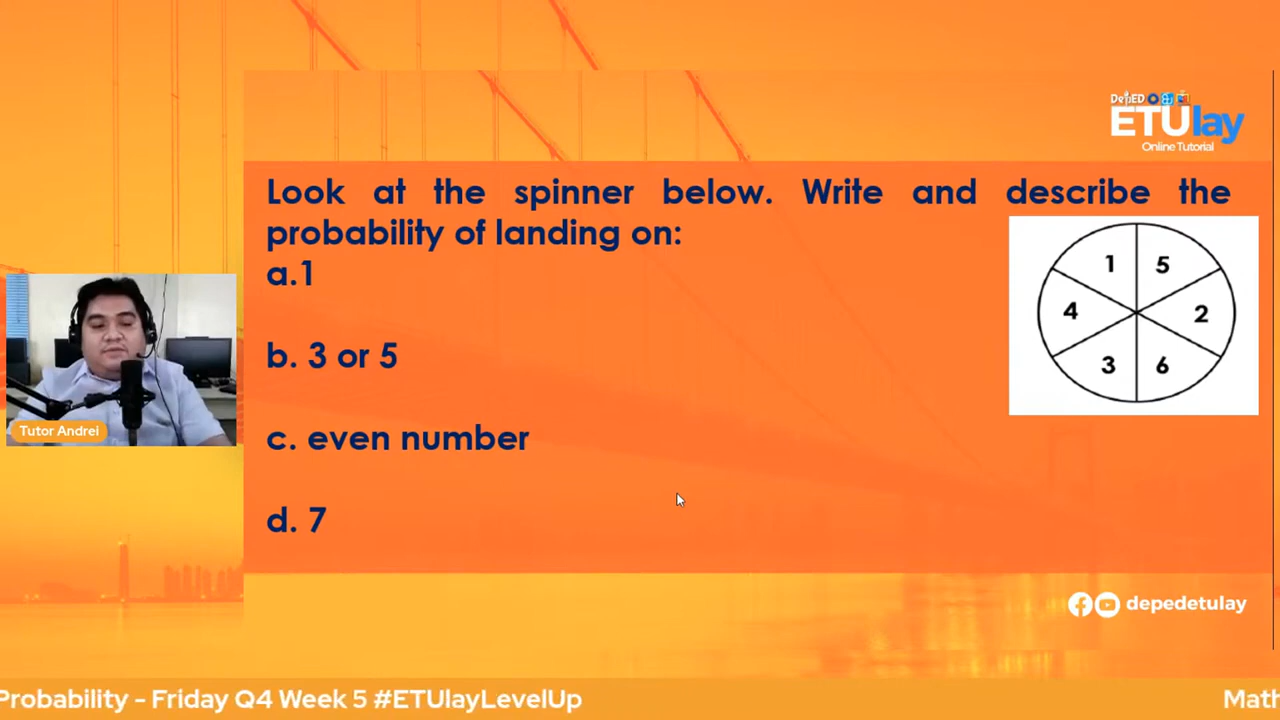 DepED
ETUlay
Online Tutorial
Look at the spinner below. Write and describe the
probability of landing on:
a.1
b. 3 or 5
c. even number
d. 7
1 5
4 2
3 6
Tutor Andrei
depedetulay
Probability - Friday Q4 Week 5 #ETUlayLevelUp
Math